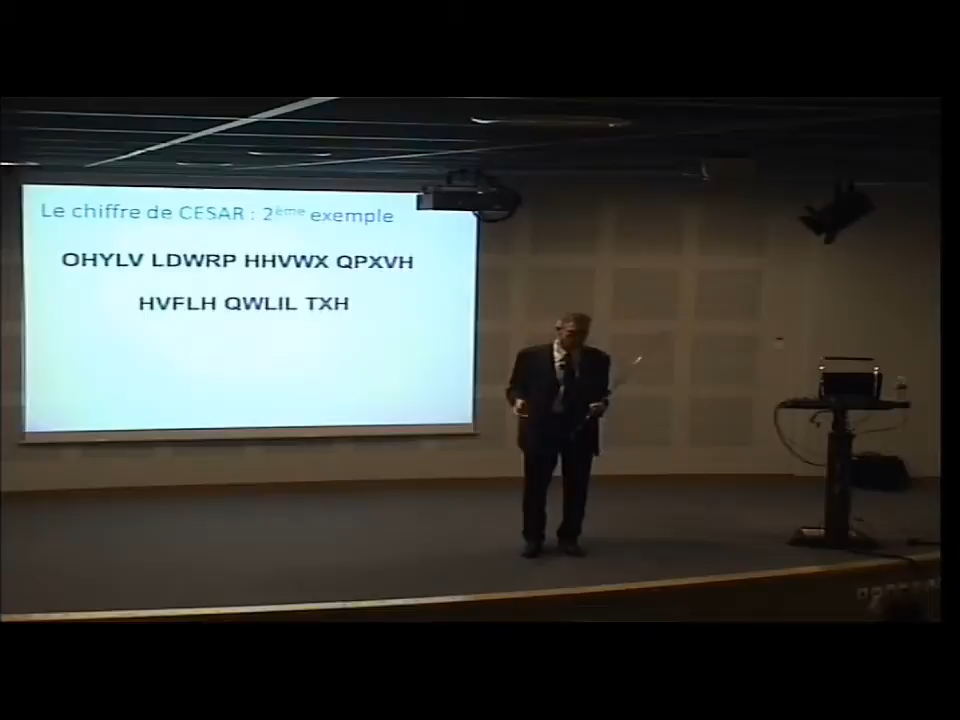 Le chiffre de CESAR : 2ème exemple
OHYLV LDWRP HHVWX QPXVH
HVFLH QWLIL TXH